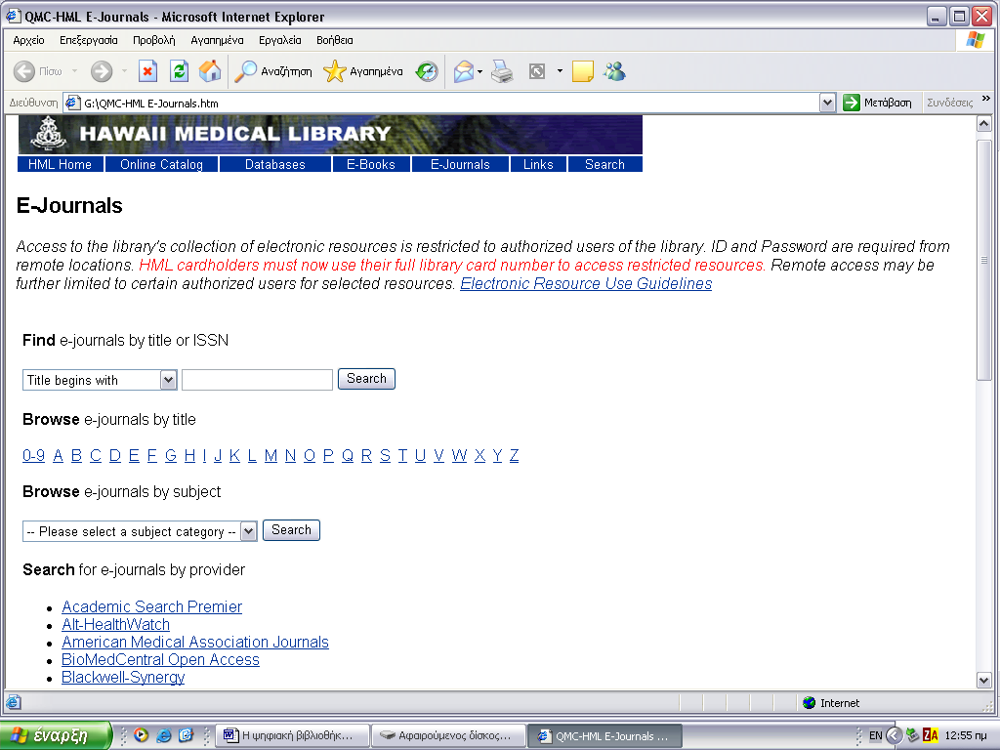 QMC-HML E-Journals - Microsoft Internet Explorer
Αρχείο Επεξεργασία Προβολή Αγαπημένα Εργαλεία Βοήθεια
Πίσω Αναζήτηση Αγαπημένα
Διεύθυνση G:\QMC-HML E-Journals.htm Μετάβαση Συνδέσεις »
HAWAII MEDICAL LIBRARY
HML Home Online Catalog Databases E-Books E-Journals Links Search
E-Journals
Access to the library's collection of electronic resources is restricted to authorized users of the library. ID and Password are required from
remote locations. HML cardholders must now use their full library card number to access restricted resources. Remote access may be
further limited to certain authorized users for selected resources. Electronic Resource Use Guidelines
Find e-journals by title or ISSN
Title begins with Search
Browse e-journals by title
0-9 A B C D E F G H I J K L M N O P Q R S T U V W X Y Z
Browse e-journals by subject
-- Please select a subject category -- Search
Search for e-journals by provider
• Academic Search Premier
• Alt-HealthWatch
• American Medical Association Journals
• BioMedCentral Open Access
• Blackwell-Synergy
Internet
έναρξη Η ψηφιακή βιβλιοθήκ... Αφαιρούμενος δίσκος... QMC-HML E-Journals ... EN ZA 12:55 πμ